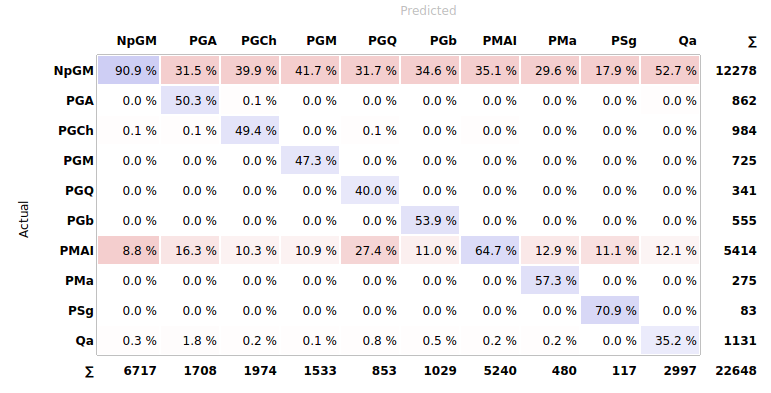 Predicted
NpGM PGA PGCh PGM PGQ PGb PMAI PMa PSg Qa Σ
NpGM 90.9 % 31.5 % 39.9 % 41.7 % 31.7 % 34.6 % 35.1 % 29.6 % 17.9 % 52.7 % 12278
PGA 0.0 % 50.3 % 0.1 % 0.0 % 0.0 % 0.0 % 0.0 % 0.0 % 0.0 % 0.0 % 862
PGCh 0.1 % 0.1 % 49.4 % 0.0 % 0.1 % 0.0 % 0.0 % 0.0 % 0.0 % 0.0 % 984
PGM 0.0 % 0.0 % 0.0 % 47.3 % 0.0 % 0.0 % 0.0 % 0.0 % 0.0 % 0.0 % 725
PGQ 0.0 % 0.0 % 0.0 % 0.0 % 40.0 % 0.0 % 0.0 % 0.0 % 0.0 % 0.0 % 341
PGb 0.0 % 0.0 % 0.0 % 0.0 % 0.0 % 53.9 % 0.0 % 0.0 % 0.0 % 0.0 % 555
Actual
PMAI 8.8 % 16.3 % 10.3 % 10.9 % 27.4 % 11.0 % 64.7 % 12.9 % 11.1 % 12.1 % 5414
PMa 0.0 % 0.0 % 0.0 % 0.0 % 0.0 % 0.0 % 0.0 % 57.3 % 0.0 % 0.0 % 275
PSg 0.0 % 0.0 % 0.0 % 0.0 % 0.0 % 0.0 % 0.0 % 0.0 % 70.9 % 0.0 % 83
Qa 0.3 % 1.8 % 0.2 % 0.1 % 0.8 % 0.5 % 0.2 % 0.2 % 0.0 % 35.2 % 1131
Σ 6717 1708 1974 1533 853 1029 5240 480 117 2997 22648